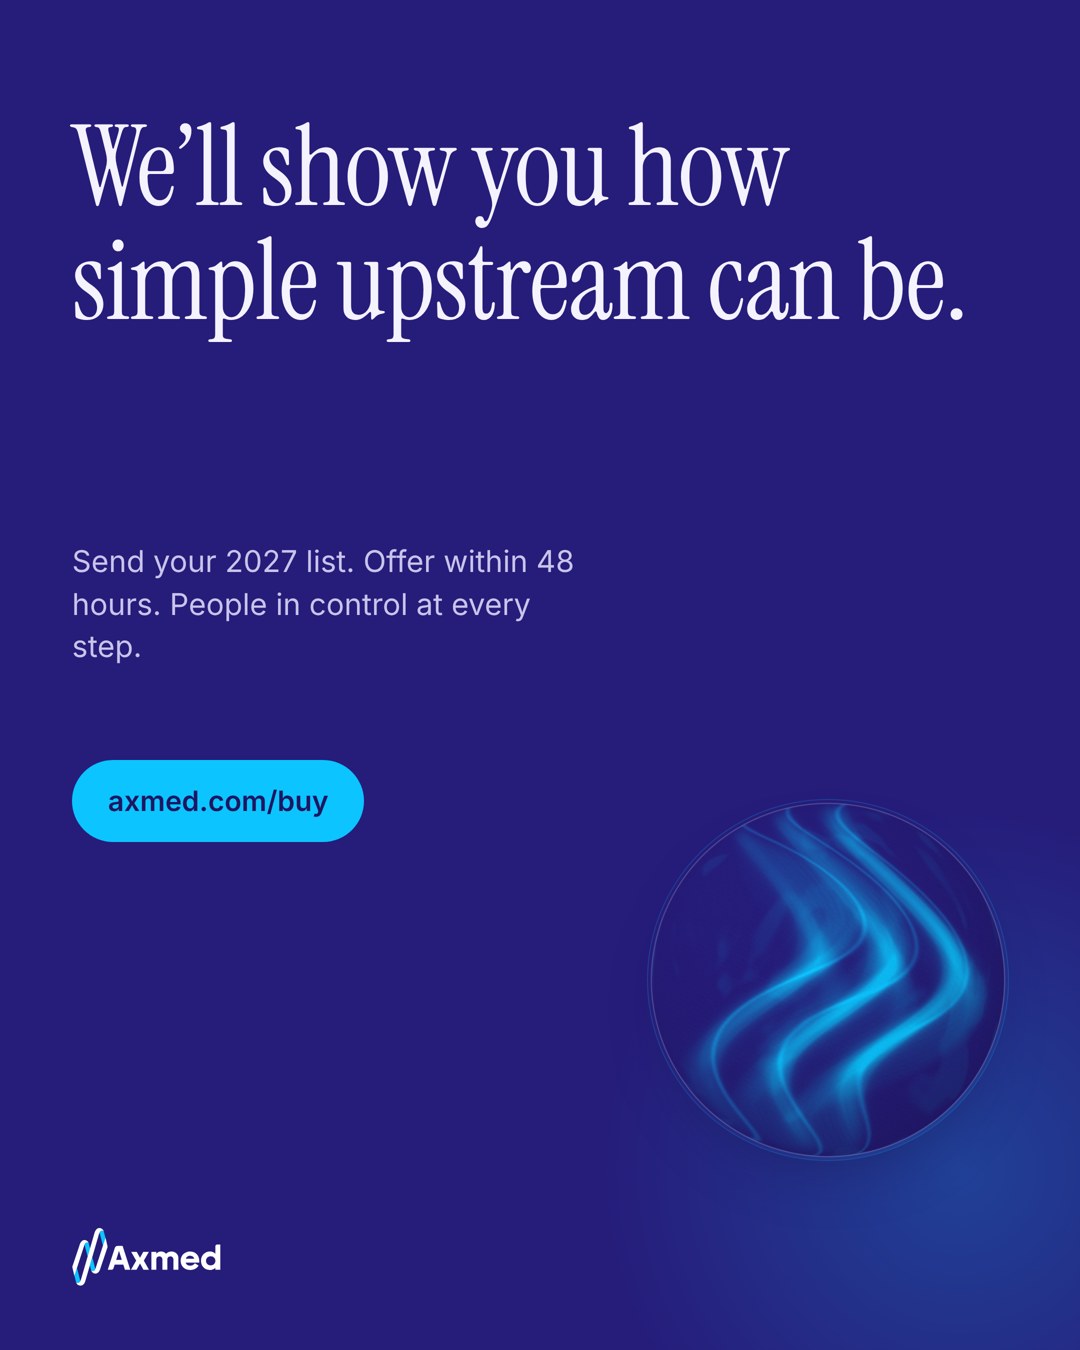 We’ll show you how
simple upstream can be.
Send your 2027 list. Offer within 48
hours. People in control at every
step.
axmed.com/buy
Axmed